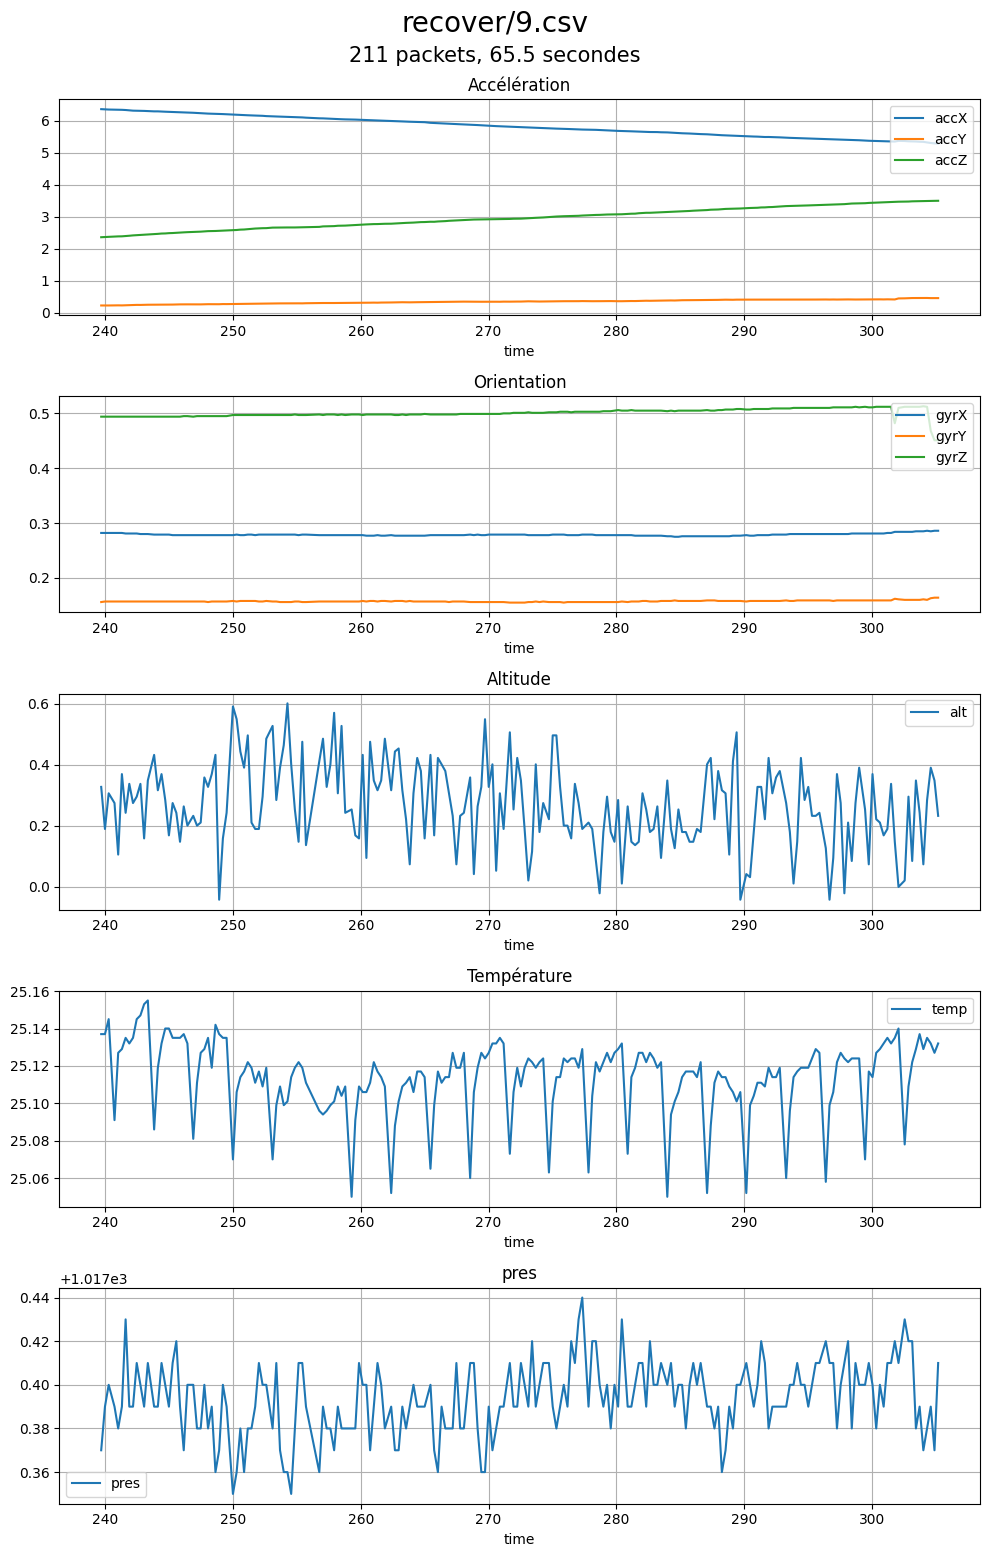 recover/9.csv
211 packets, 65.5 secondes
Accélération
6
5
4
3
2
1
0
accX
accY
accZ
240 250 260 270 280 290 300
time
Orientation
0.5
0.4
0.3
0.2
gyrX
gyrY
gyrZ
240 250 260 270 280 290 300
time
Altitude
0.6
0.4
0.2
0.0
alt
240 250 260 270 280 290 300
time
Température
25.16
25.14
25.12
25.10
25.08
25.06
temp
240 250 260 270 280 290 300
time
pres
+1.017e3
0.44
0.42
0.40
0.38
0.36
pres
240 250 260 270 280 290 300
time